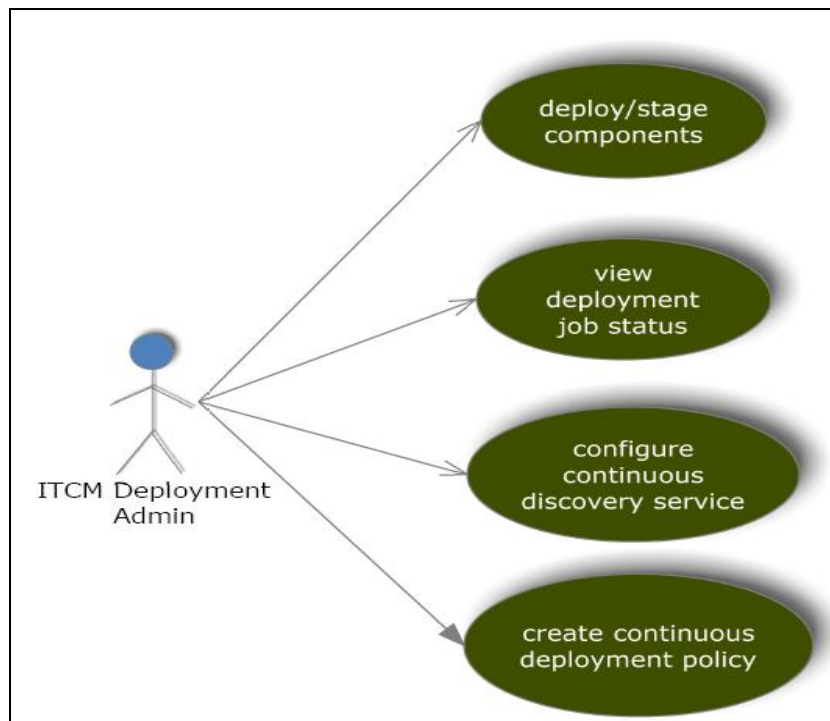 deploy/stage
components
view
deployment
job status
configure
continuous
discovery service
create continuous
deployment policy
ITCM Deployment
Admin